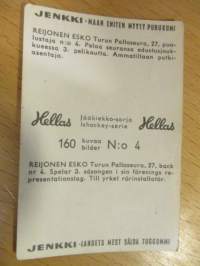 JENKKI - MAAN ENITEN MYYTY PURUKUMI
REIJONEN ESKO Turun Palloseura, 27, puo-
lustaja n:o 4. Pelaa seuransa edustusjouk-
kueessa 3. pelikautta. Ammatiltaan putki-
asentaja.
Hellas Jääkiekko-sarja Hellas
Ishockey-serie
160 kuvaa N:o 4
bilder
REIJONEN ESKO Turun Palloseura, 27, back
nr 4. Spelar 3. säsongen i sin förenings re-
presentationslag. Till yrket rörinstallatör.
JENKKI - LANDETS MEST SÅLDA TUGGUMMI